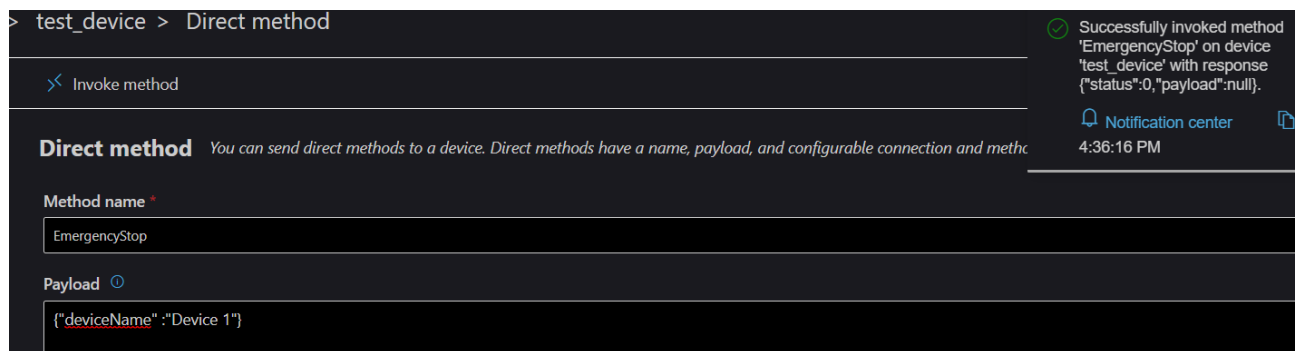 > test_device > Direct method
Invoke method
Direct method You can send direct methods to a device. Direct methods have a name, payload, and configurable connection and metho
Method name *
EmergencyStop
Payload
{"deviceName" :"Device 1"}
Successfully invoked method
'EmergencyStop' on device
'test_device' with response
{"status":0,"payload":null}.
Notification center
4:36:16 PM